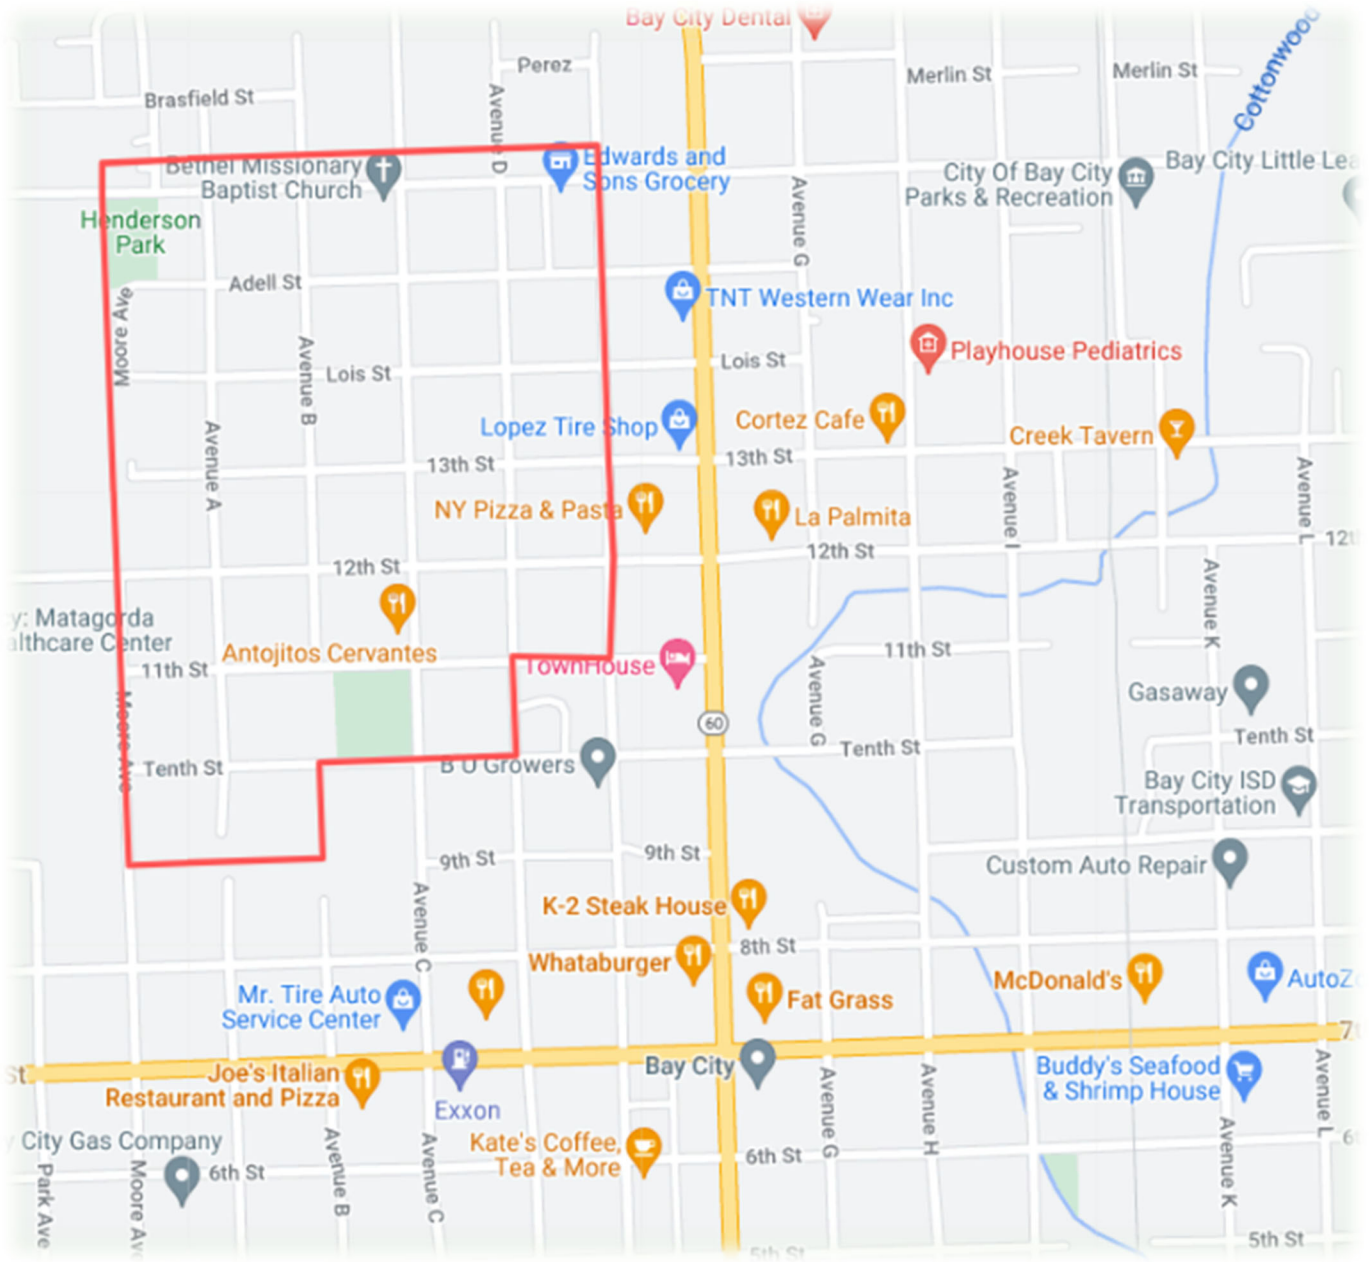 Bay City Dental
Cottonwood
Perez
Merlin St
Merlin St
Brasfield St
Avenue D
Bethel Missionary
Baptist Church
Edwards and
Sons Grocery
City Of Bay City
Parks & Recreation
Bay City Little Lea
Avenue G
Henderson
Park
Adell St
Moore Ave
TNT Western Wear Inc
Avenue B
Lois St
Lois St
Playhouse Pediatrics
Avenue A
Lopez Tire Shop
Cortez Cafe
Creek Tavern
13th St
13th St
Avenue I
Avenue L
NY Pizza & Pasta
La Palmita
12th St
12th St
12th
Avenue K
y: Matagorda
althcare Center
Antojitos Cervantes
11th St
TownHouse
11th St
Avenue G
Moore Ave
Gasaway
60
Tenth St
B U Growers
Tenth St
Tenth St
Bay City ISD
Transportation
9th St
9th St
Custom Auto Repair
Avenue C
K-2 Steak House
8th St
Whataburger
Mr. Tire Auto
Service Center
Fat Grass
McDonald's
AutoZ
7
St
Joe's Italian
Restaurant and Pizza
Exxon
Bay City
Buddy's Seafood
& Shrimp House
Avenue G
Avenue H
Avenue L
y City Gas Company
Kate's Coffee,
Tea & More
6th St
6th St
6
Park Ave
Moore Av
Avenue B
Avenue C
Avenue K
5th St
5th St